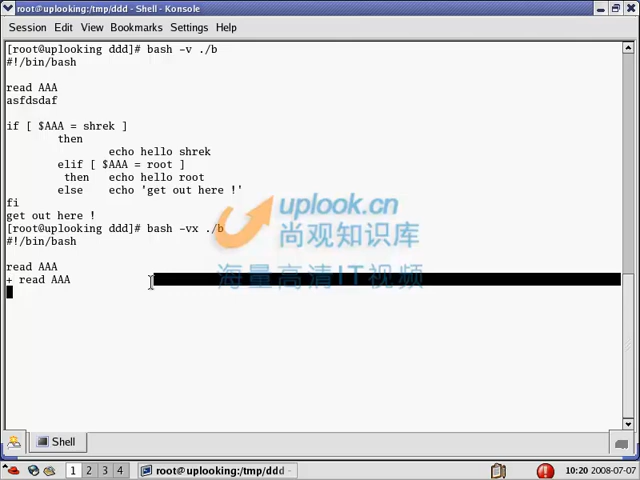 root@uplooking:/tmp/ddd - Shell - Konsole
Session Edit View Bookmarks Settings Help
[root@uplooking ddd]# bash -v ./b
#!/bin/bash
read AAA
asfdsdaf
if [ $AAA = shrek ]
then
echo hello shrek
elif [ $AAA = root ]
then echo hello root
else echo 'get out here !'
fi
get out here !
[root@uplooking ddd]# bash -vx ./b
#!/bin/bash
read AAA
+ read AAA
uplook.cn
尚观知识库
海量高清IT视频
Shell
1 2 3 4 root@uplooking:/tmp/ddd - 10:20 2008-07-07